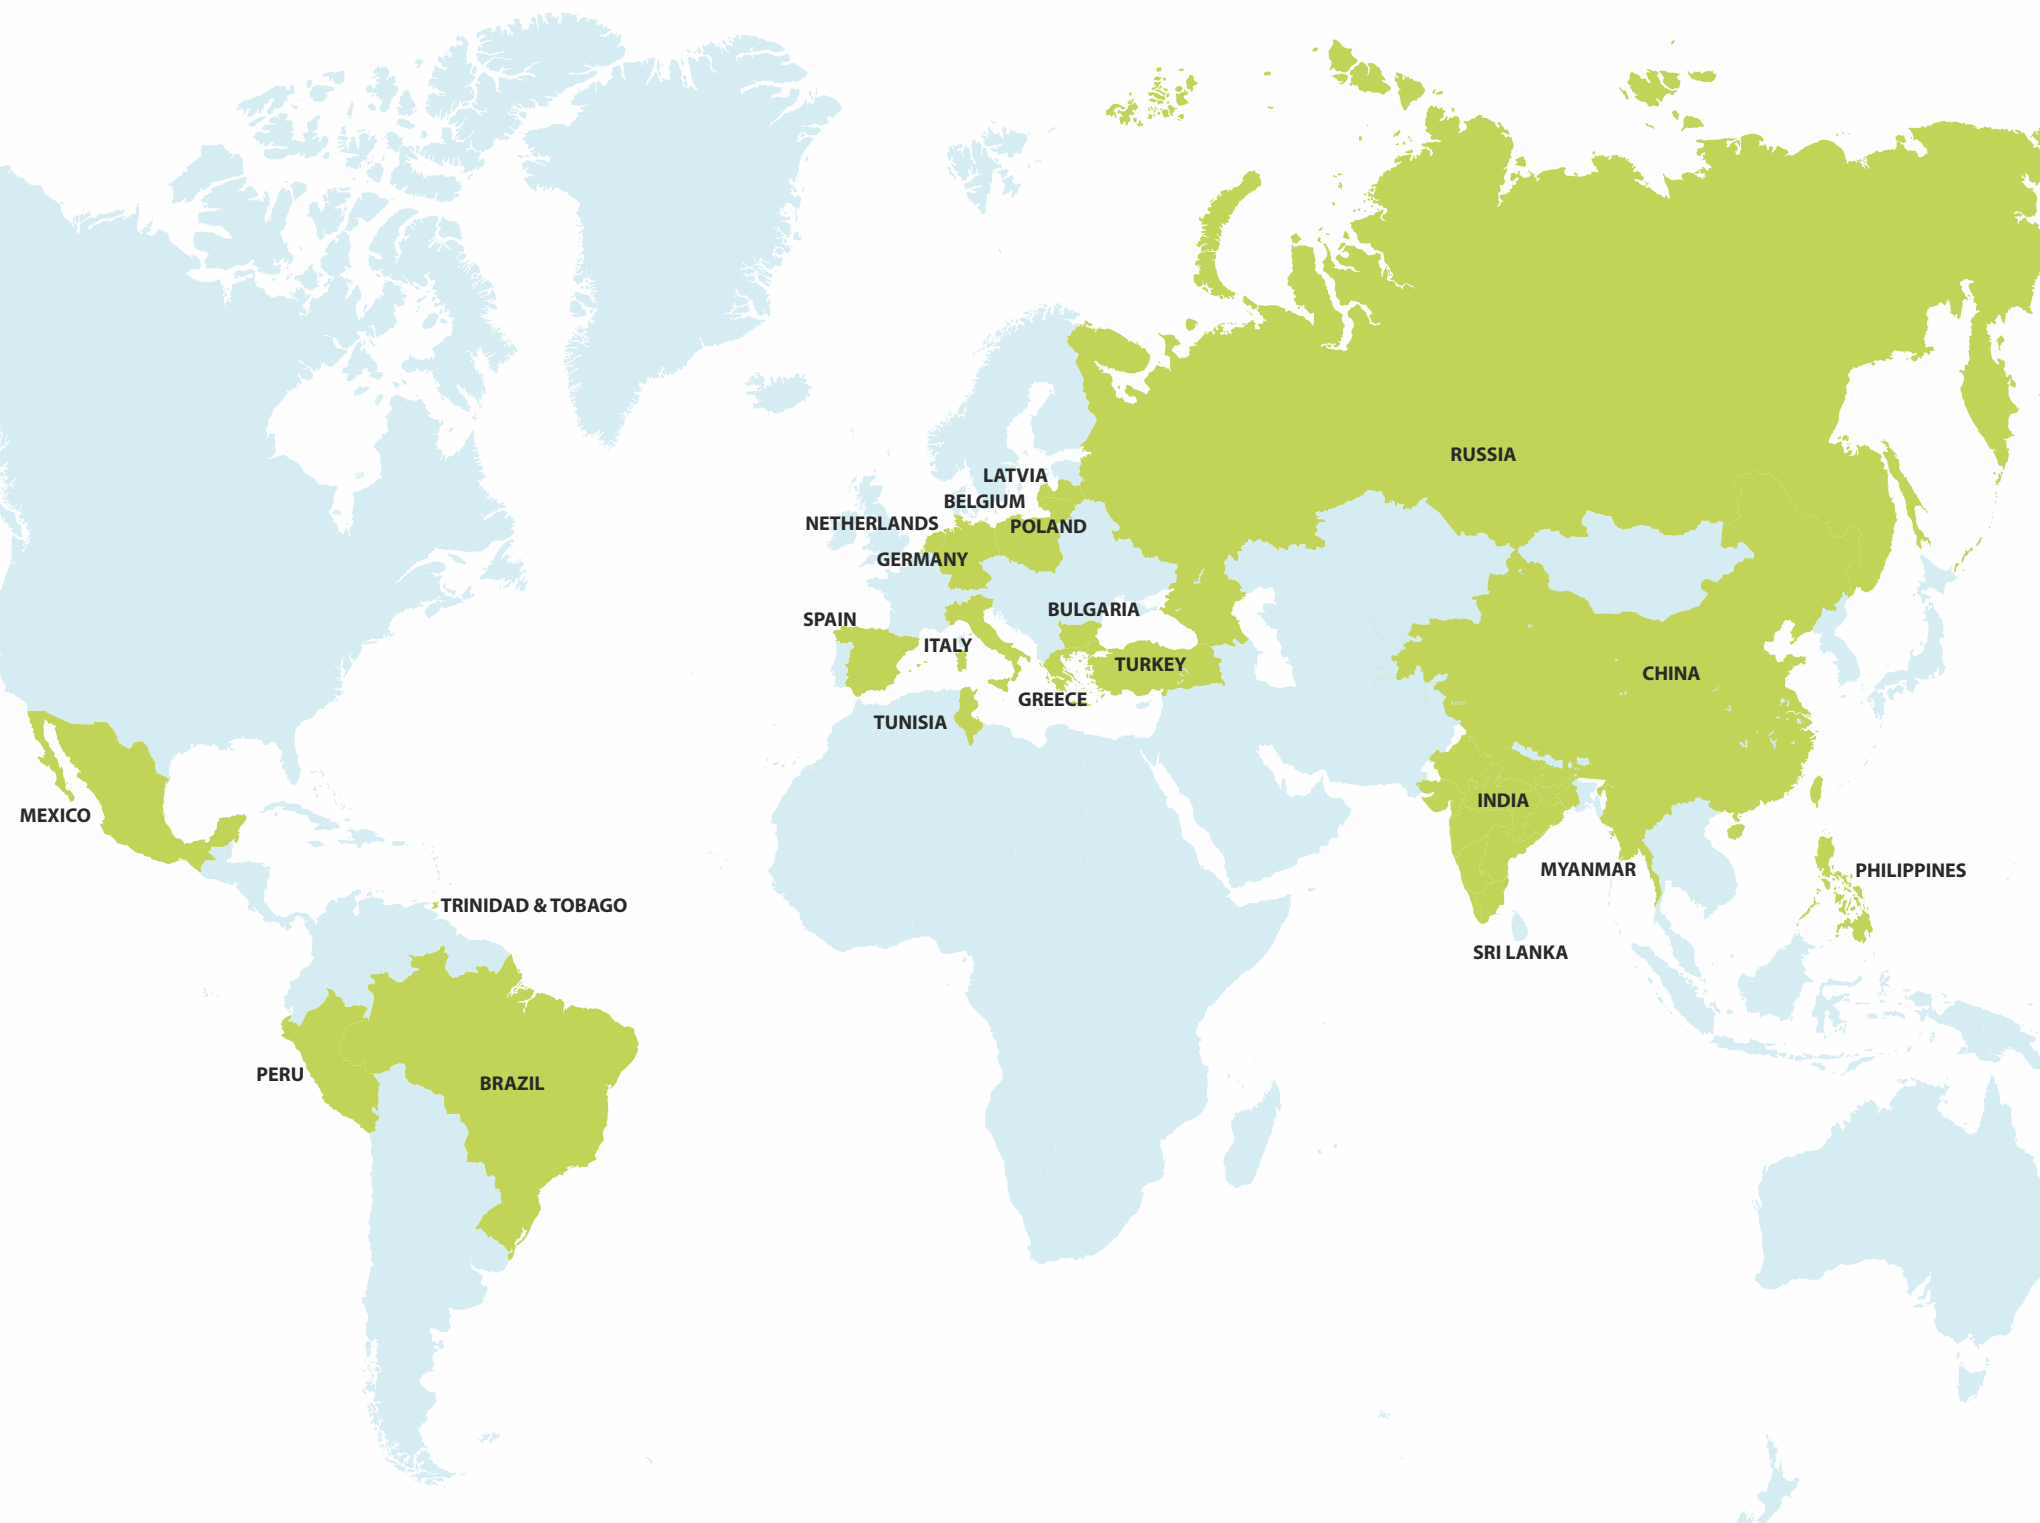 RUSSIA
LATVIA
BELGIUM
NETHERLANDS
POLAND
GERMANY
BULGARIA
SPAIN
ITALY
TURKEY
CHINA
GREECE
TUNISIA
INDIA
MEXICO
MYANMAR
PHILIPPINES
TRINIDAD & TOBAGO
SRI LANKA
PERU
BRAZIL